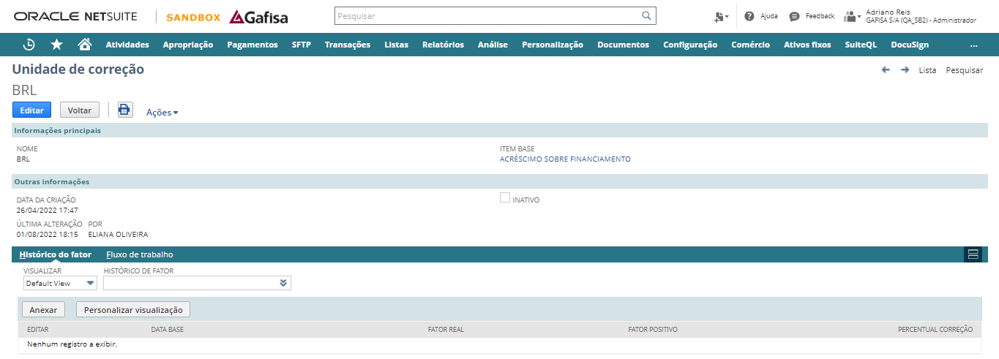 ORACLE NETSUITE SANDBOX Gafisa Pesquisar Ajuda Feedback Adriano Reis
GAFISA S/A (QA_SB2) - Administrador
Atividades Apropriação Pagamentos SFTP Transações Listas Relatórios Análise Personalização Documentos Configuração Comércio Ativos fixos SuiteQL DocuSign ...
Unidade de correção Lista Pesquisar
BRL
Editar Voltar Ações
Informações principais
NOME ITEM BASE
BRL ACRÉSCIMO SOBRE FINANCIAMENTO
Outras informações
DATA DA CRIAÇÃO INATIVO
26/04/2022 17:47
ÚLTIMA ALTERAÇÃO POR
01/08/2022 18:15 ELIANA OLIVEIRA
Histórico do fator Fluxo de trabalho
VISUALIZAR HISTÓRICO DE FATOR
Default View
Anexar Personalizar visualização
EDITAR DATA BASE FATOR REAL FATOR POSITIVO PERCENTUAL CORREÇÃO
Nenhum registro a exibir.